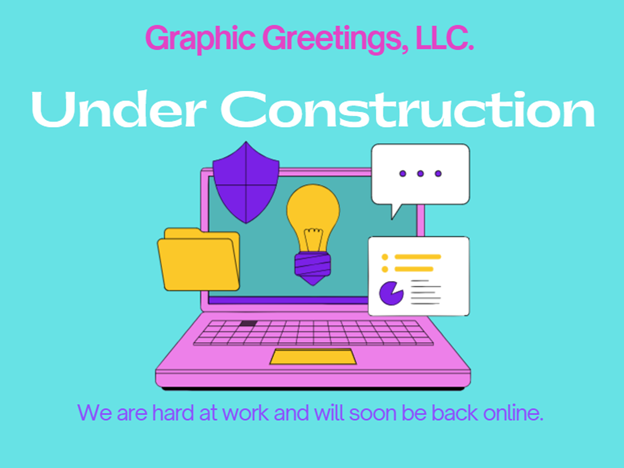 Graphic Greetings, LLC.
Under Construction
We are hard at work and will soon be back online.